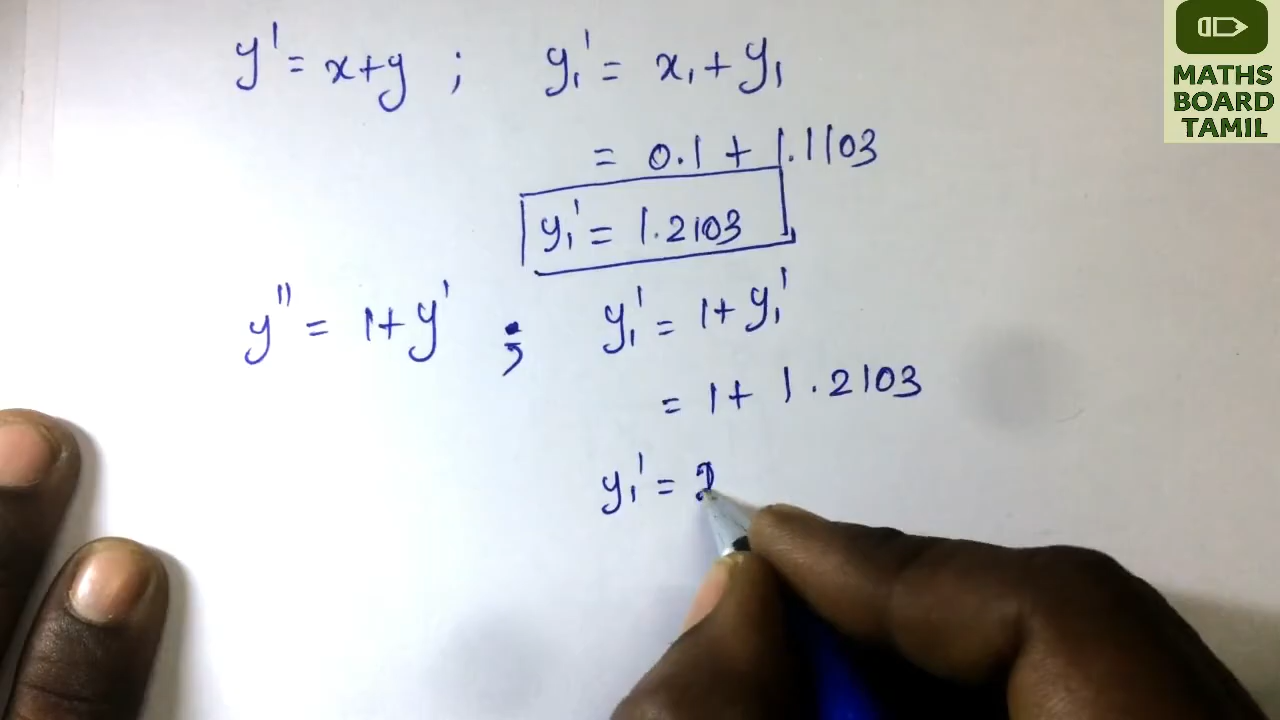 y' = x+y ; y₁' = x₁ + y₁
= 0.1 + 1.1103
y₁' = 1.2103
y'' = 1+y' ; y₁' = 1+y₁'
= 1 + 1.2103
y₁' = 2
MATHS
BOARD
TAMIL